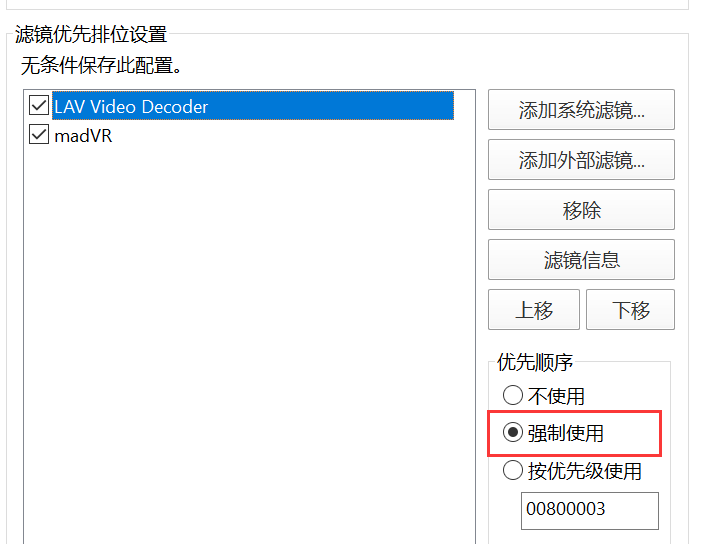 滤镜优先排位设置
无条件保存此配置。
LAV Video Decoder
madVR
添加系统滤镜...
添加外部滤镜...
移除
滤镜信息
上移 下移
优先顺序
不使用
强制使用
按优先级使用
00800003